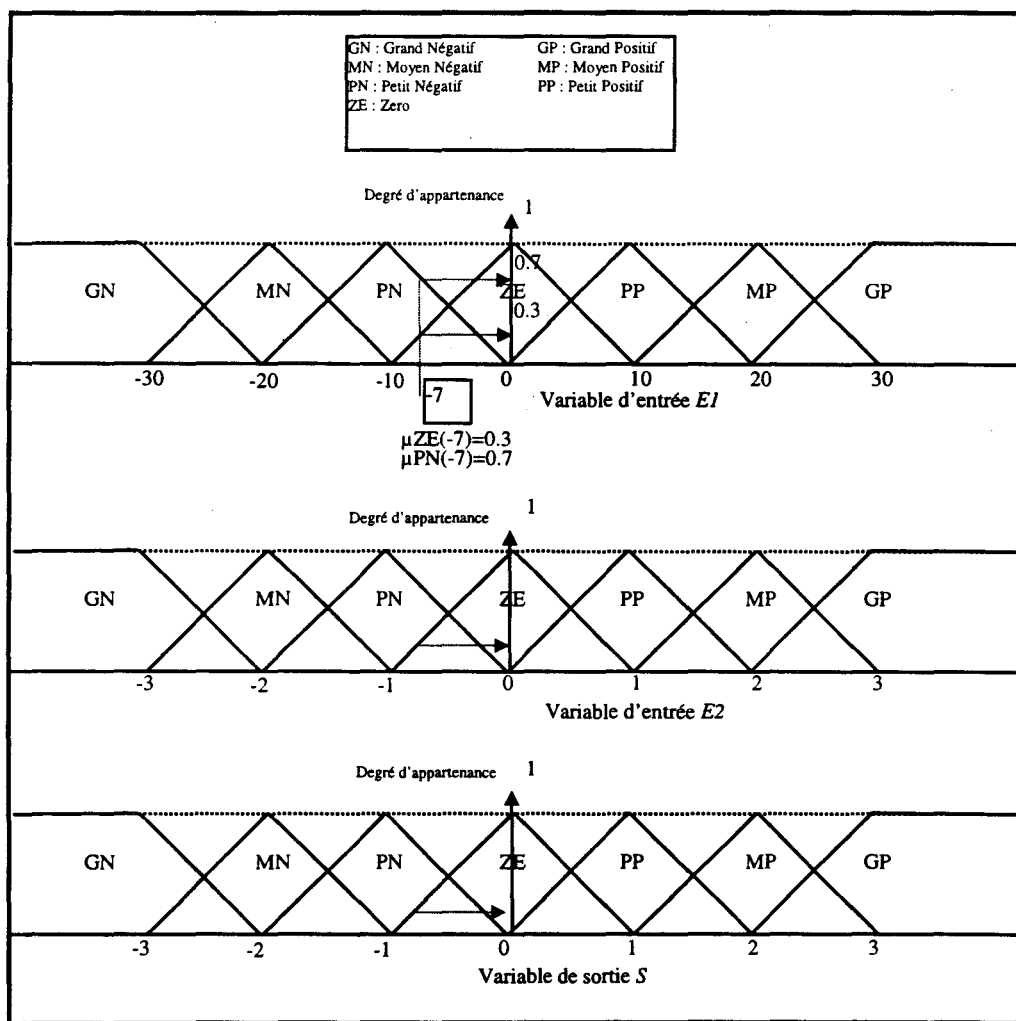 GN : Grand Négatif GP : Grand Positif
MN : Moyen Négatif MP : Moyen Positif
PN : Petit Négatif PP : Petit Positif
ZE : Zero
Degré d'appartenance 1
0.7
GN MN PN ZE PP MP GP
0.3
-30 -20 -10 0 10 20 30
-7 Variable d'entrée E1
µZE(-7)=0.3
µPN(-7)=0.7
Degré d'appartenance 1
GN MN PN ZE PP MP GP
-3 -2 -1 0 1 2 3
Variable d'entrée E2
Degré d'appartenance 1
GN MN PN ZE PP MP GP
-3 -2 -1 0 1 2 3
Variable de sortie S